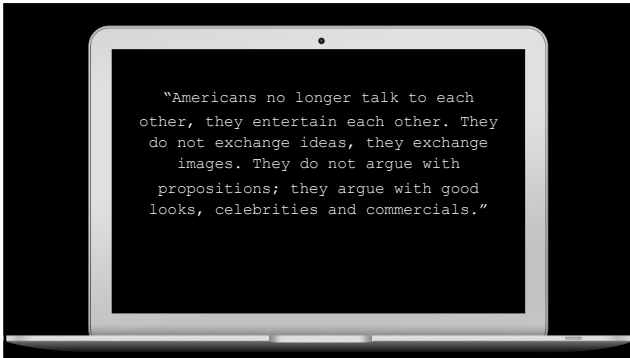 “Americans no longer talk to each
other, they entertain each other. They
do not exchange ideas, they exchange
images. They do not argue with
propositions; they argue with good
looks, celebrities and commercials.”